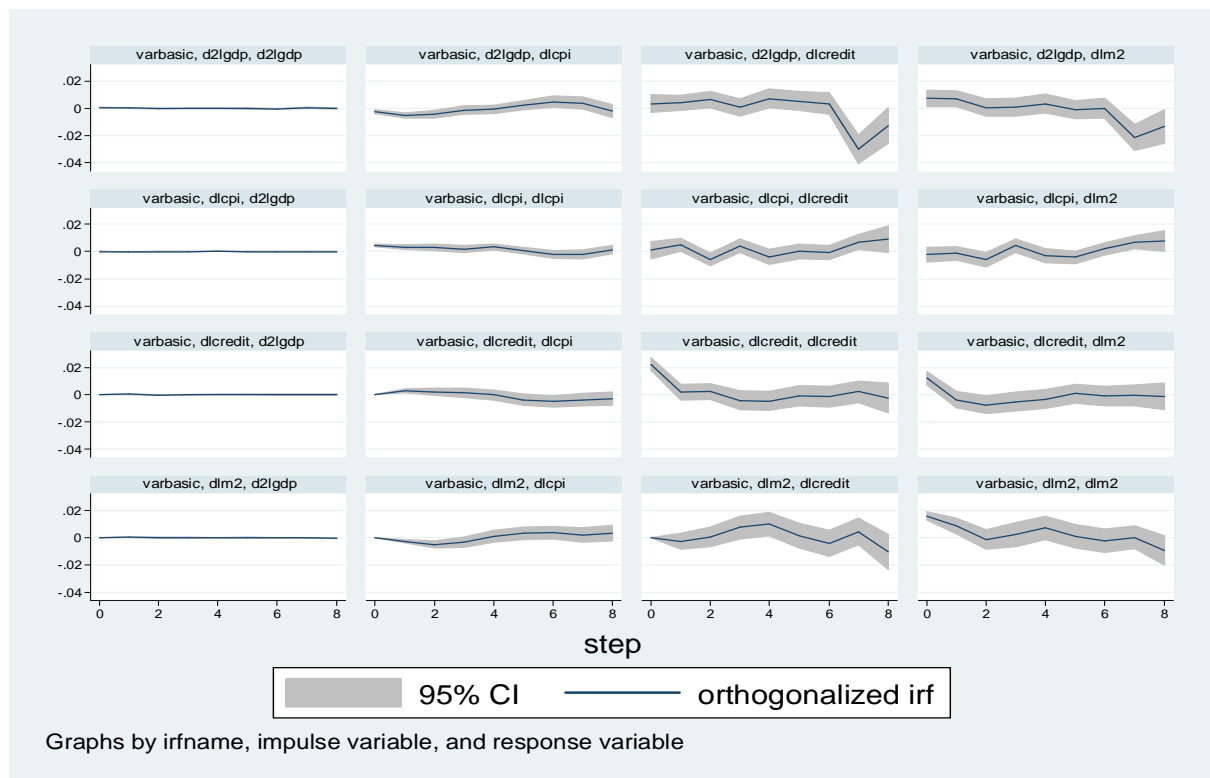 varbasic, d2lgdp, d2lgdp
varbasic, d2lgdp, dlcpi
varbasic, d2lgdp, dlcredit
varbasic, d2lgdp, dlm2
.02
0
-.02
-.04
varbasic, dlcpi, d2lgdp
varbasic, dlcpi, dlcpi
varbasic, dlcpi, dlcredit
varbasic, dlcpi, dlm2
.02
0
-.02
-.04
varbasic, dlcredit, d2lgdp
varbasic, dlcredit, dlcpi
varbasic, dlcredit, dlcredit
varbasic, dlcredit, dlm2
.02
0
-.02
-.04
varbasic, dlm2, d2lgdp
varbasic, dlm2, dlcpi
varbasic, dlm2, dlcredit
varbasic, dlm2, dlm2
.02
0
-.02
-.04
0 2 4 6 8
0 2 4 6 8
0 2 4 6 8
0 2 4 6 8
step
95% CI
orthogonalized irf
Graphs by irfname, impulse variable, and response variable